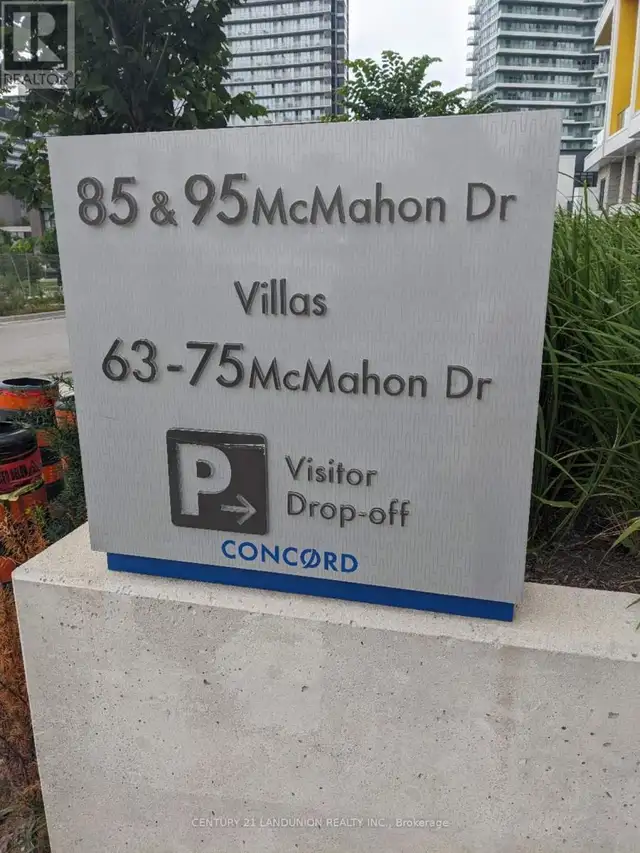 R
REALTOR
85 & 95 McMahon Dr
Villas
63-75 McMahon Dr
P
Visitor
Drop-off
CONCORD
CENTURY 21 LANDUNION REALTY INC., Brokerage